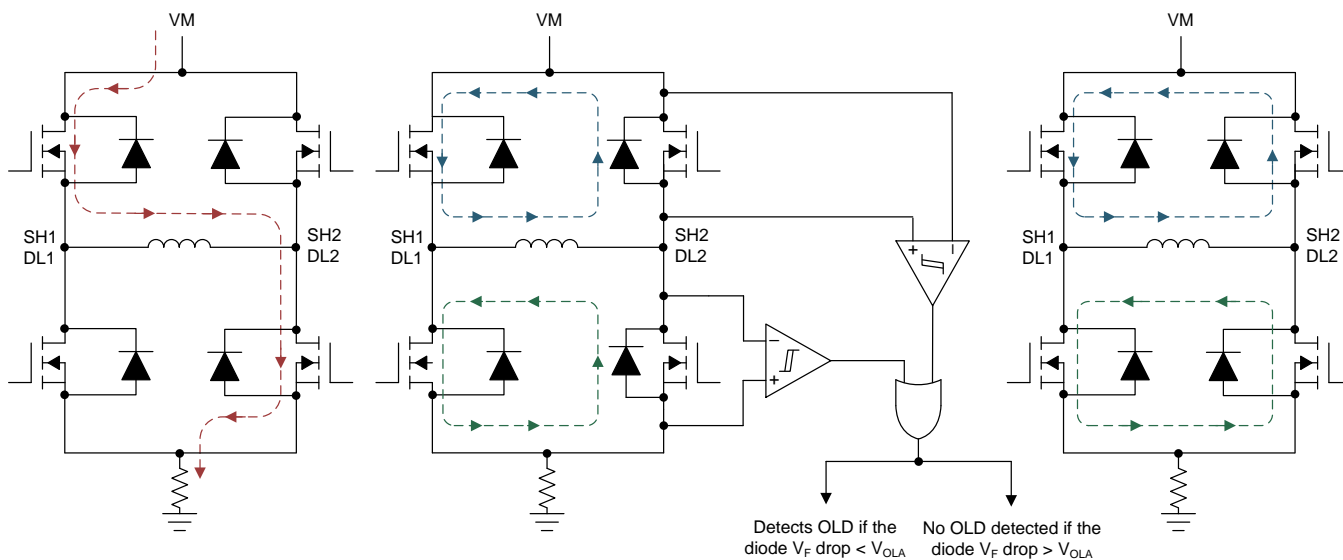 VM
VM
VM
SH1
DL1
SH2
DL2
SH1
DL1
SH2
DL2
SH1
DL1
SH2
DL2
+
−
−
+
Detects OLD if the
diode VF drop < VOLA
No OLD detected if the
diode VF drop > VOLA